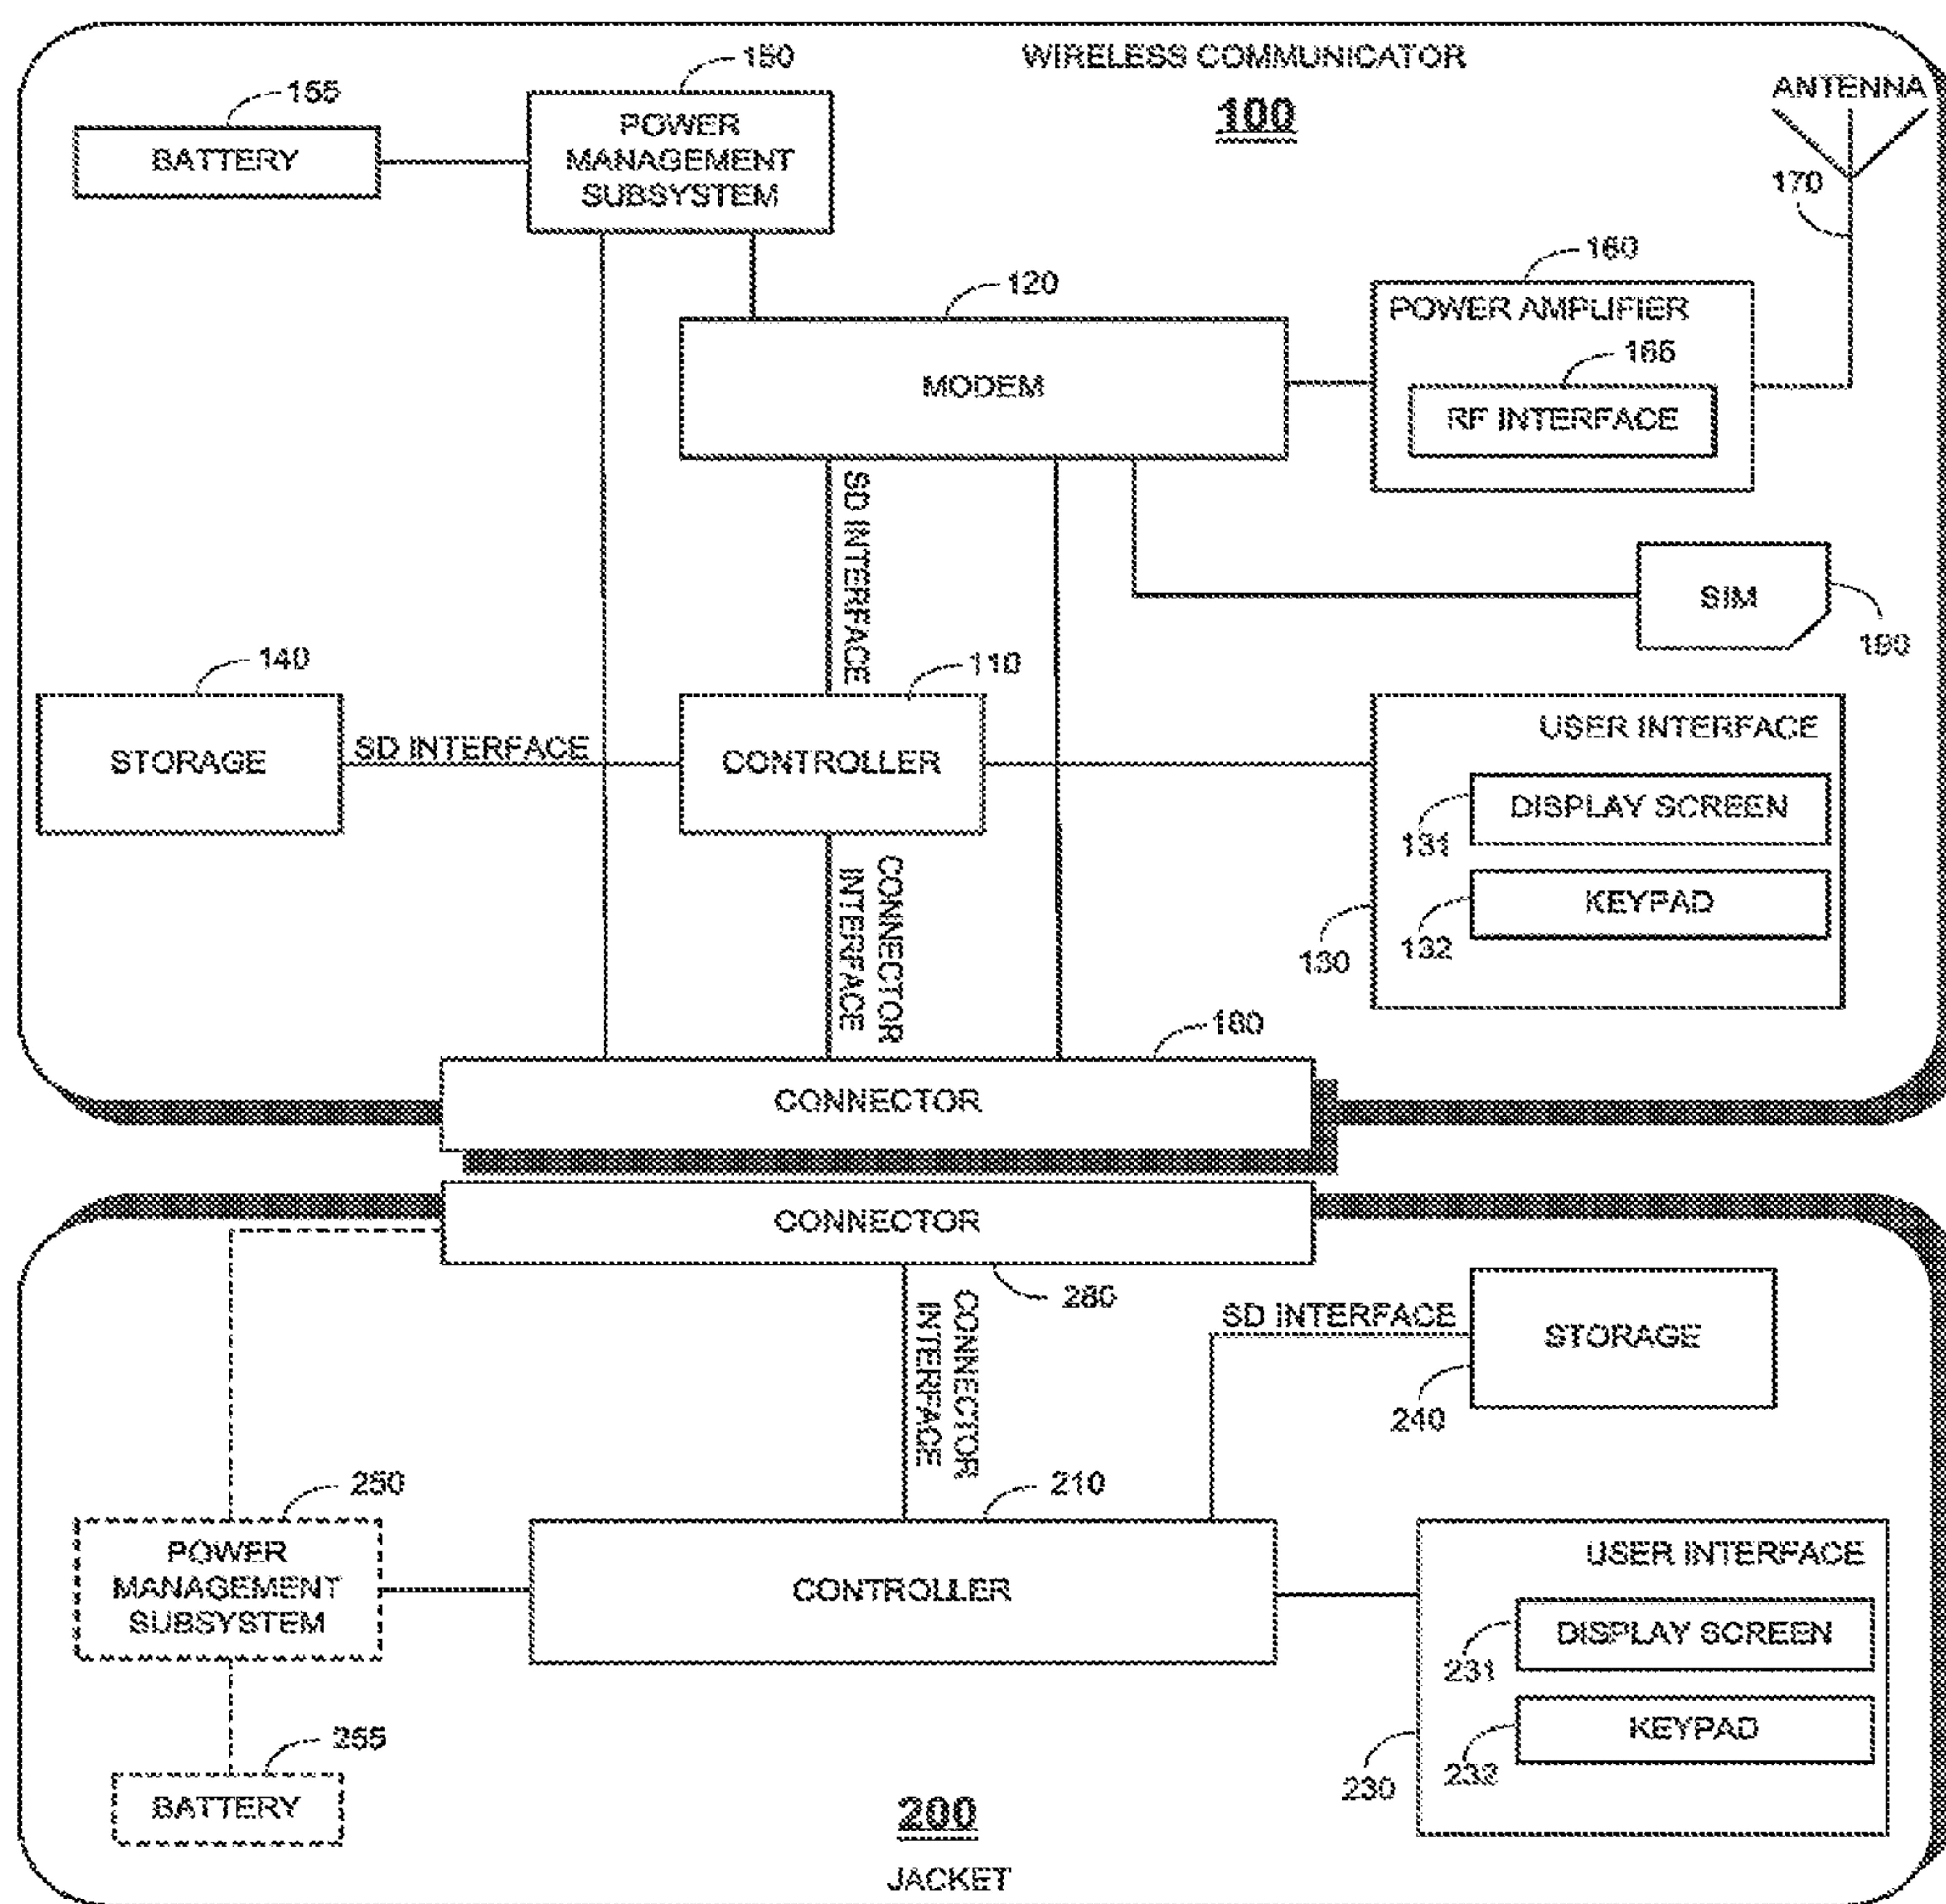 WIRELESS COMMUNICATOR
100
ANTENNA
170
155
BATTERY
150
POWER
MANAGEMENT
SUBSYSTEM
120
MODEM
160
POWER AMPLIFIER
165
RF INTERFACE
SD INTERFACE
SIM
190
140
STORAGE
SD INTERFACE
110
CONTROLLER
USER INTERFACE
DISPLAY SCREEN
131
KEYPAD
132
130
CONNECTOR
INTERFACE
180
CONNECTOR
CONNECTOR
280
CONNECTOR
INTERFACE
SD INTERFACE
STORAGE
240
250
POWER
MANAGEMENT
SUBSYSTEM
210
CONTROLLER
USER INTERFACE
DISPLAY SCREEN
231
KEYPAD
232
230
255
BATTERY
200
JACKET